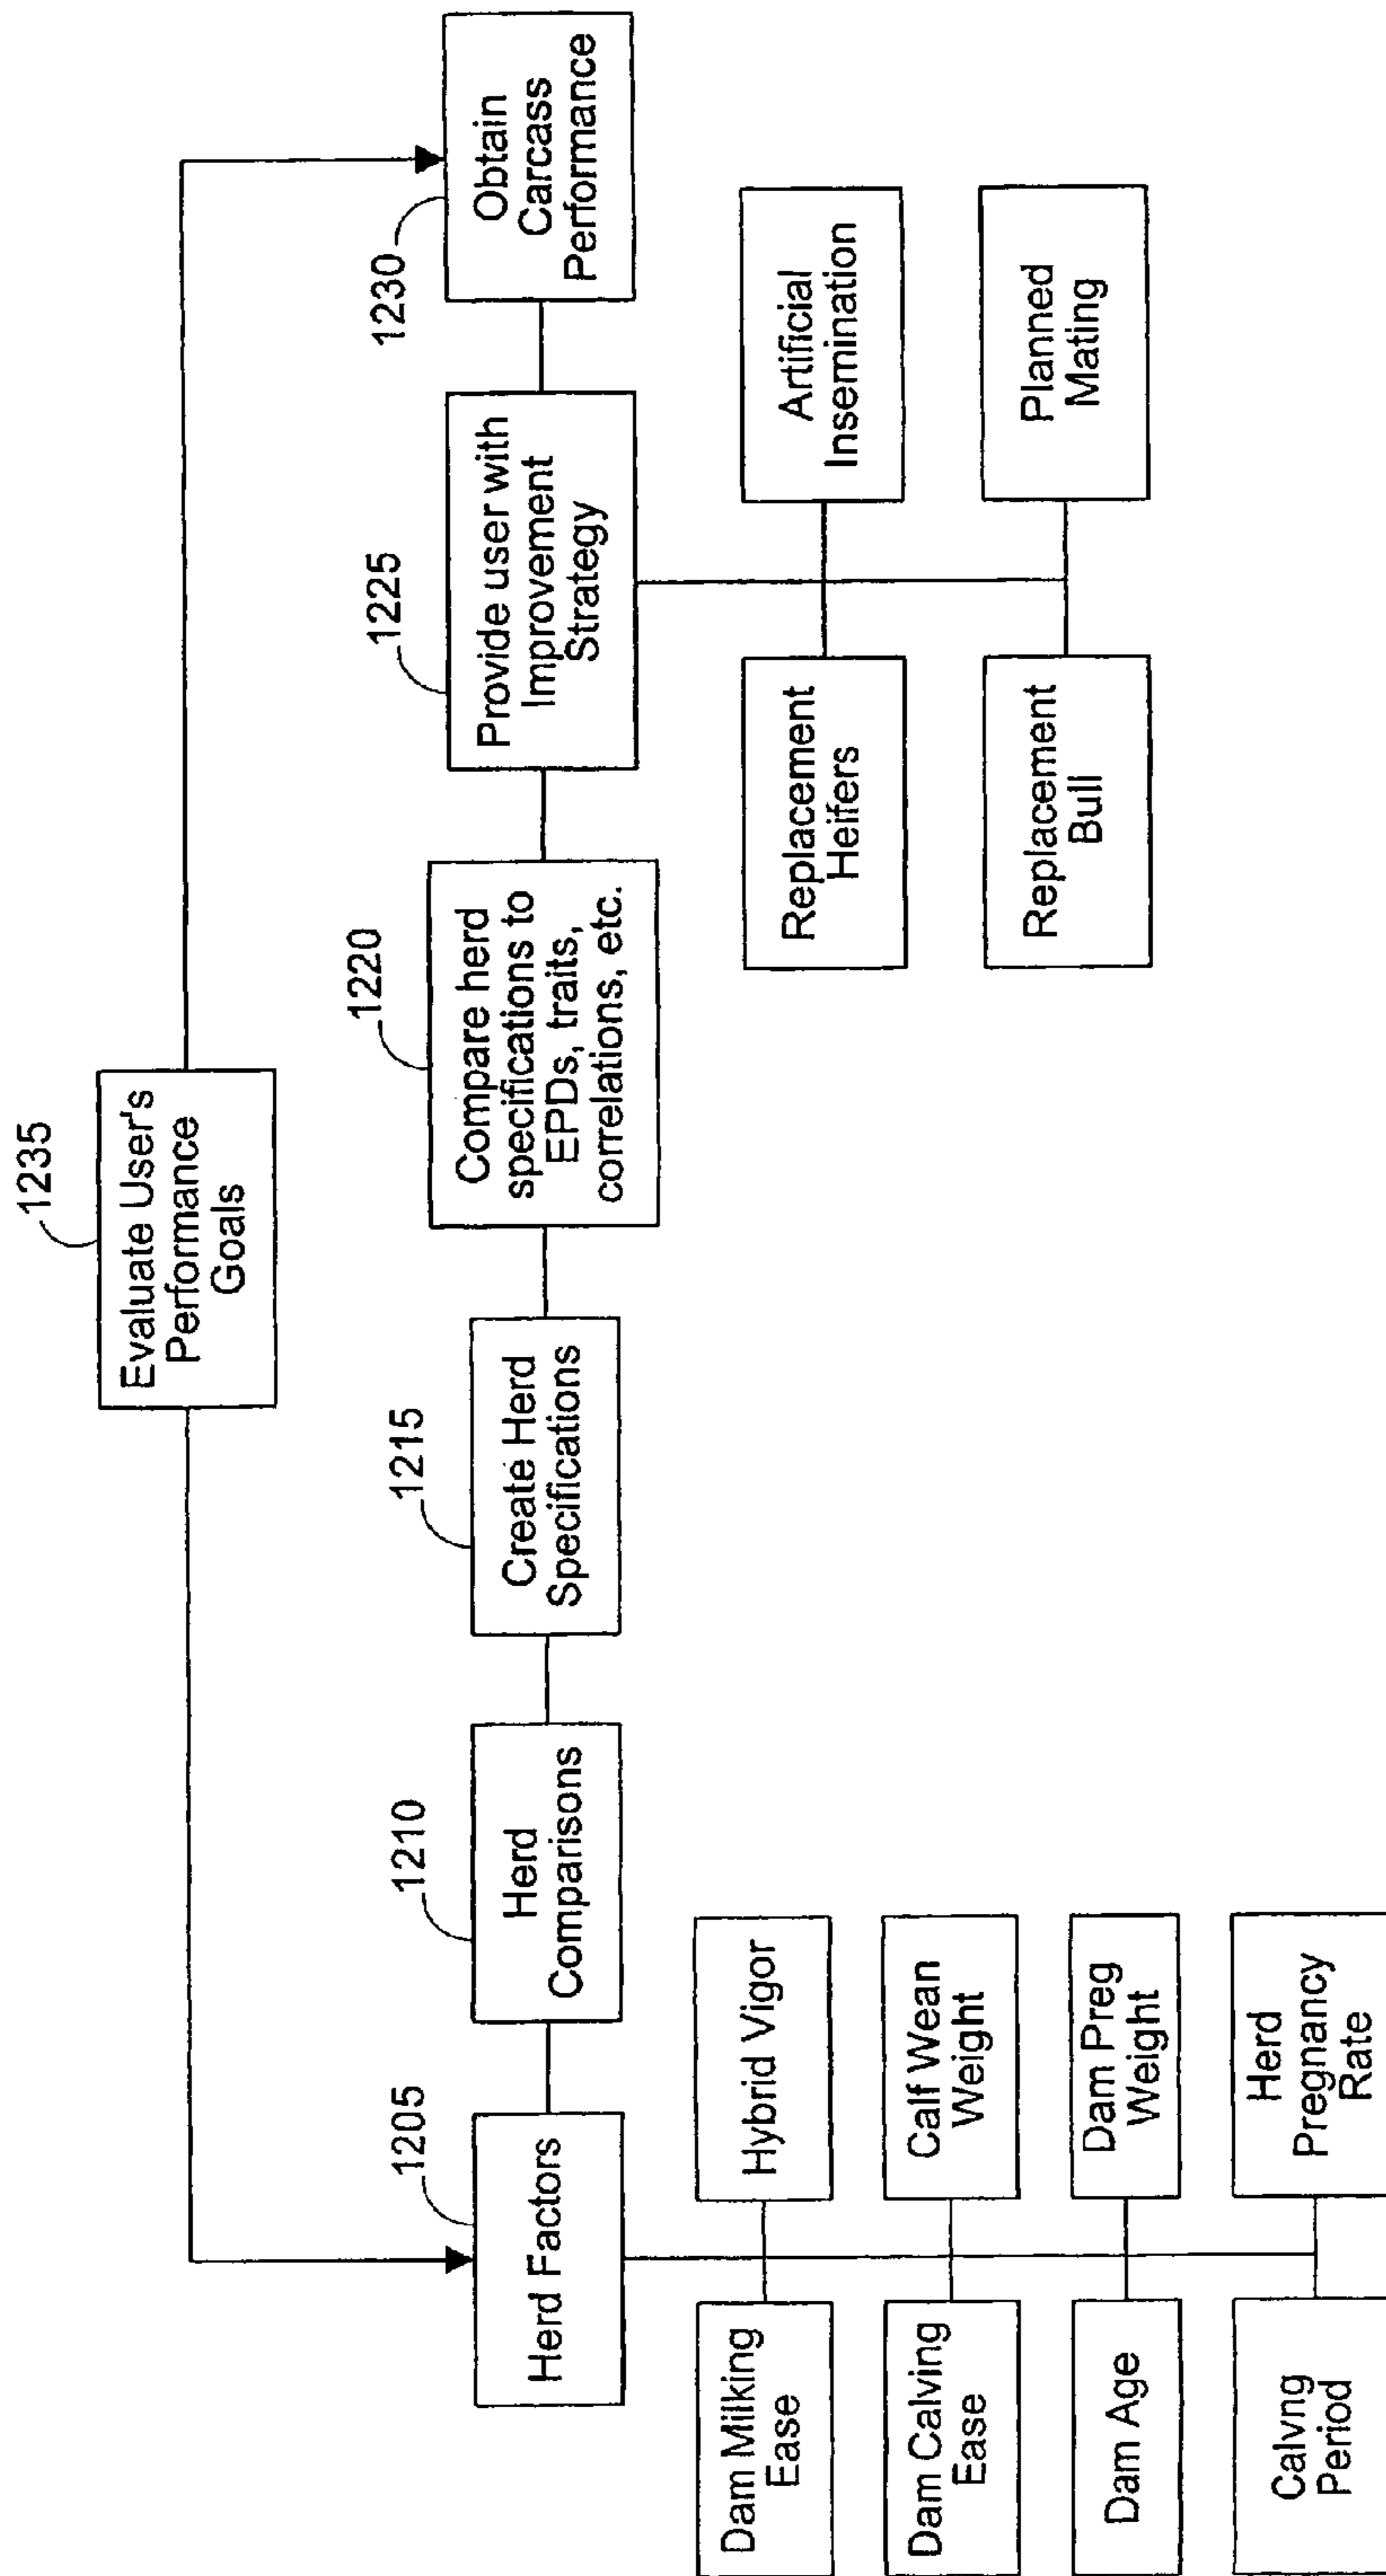 1235
Evaluate User's
Performance
Goals
1205
Herd Factors
1210
Herd
Comparisons
1215
Create Herd
Specifications
1220
Compare herd
specifications to
EPDs, traits,
correlations, etc.
1225
Provide user with
Improvement
Strategy
1230
Obtain
Carcass
Performance
Dam Milking
Ease
Hybrid Vigor
Dam Calving
Ease
Calf Wean
Weight
Dam Age
Dam Preg
Weight
Calvng
Period
Herd
Pregnancy
Rate
Replacement
Heifers
Artificial
Insemination
Replacement
Bull
Planned
Mating